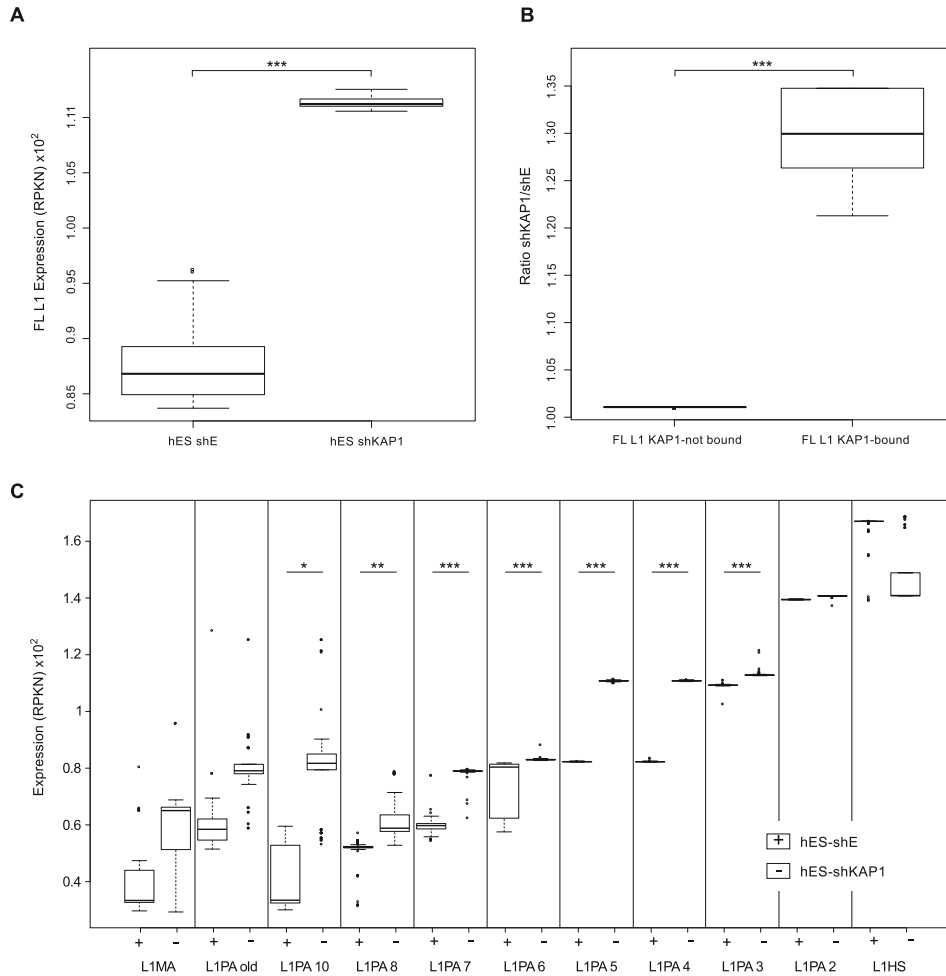 A
B
***
***
FL L1 Expression (RPKN) x10²
1.11
1.05
1.00
0.95
0.9
0.85
hES shE
hES shKAP1
Ratio shKAP1/shE
1.35
1.30
1.25
1.20
1.15
1.10
1.05
1.00
FL L1 KAP1-not bound
FL L1 KAP1-bound
C
Expression (RPKN) x10²
1.6
1.4
1.2
1
0.8
0.6
0.4
* ** *** *** *** *** ***
+ hES-shE
- hES-shKAP1
+ - + - + - + - + - + - + - + - + - + - + -
L1MA L1PA old L1PA 10 L1PA 8 L1PA 7 L1PA 6 L1PA 5 L1PA 4 L1PA 3 L1PA 2 L1HS